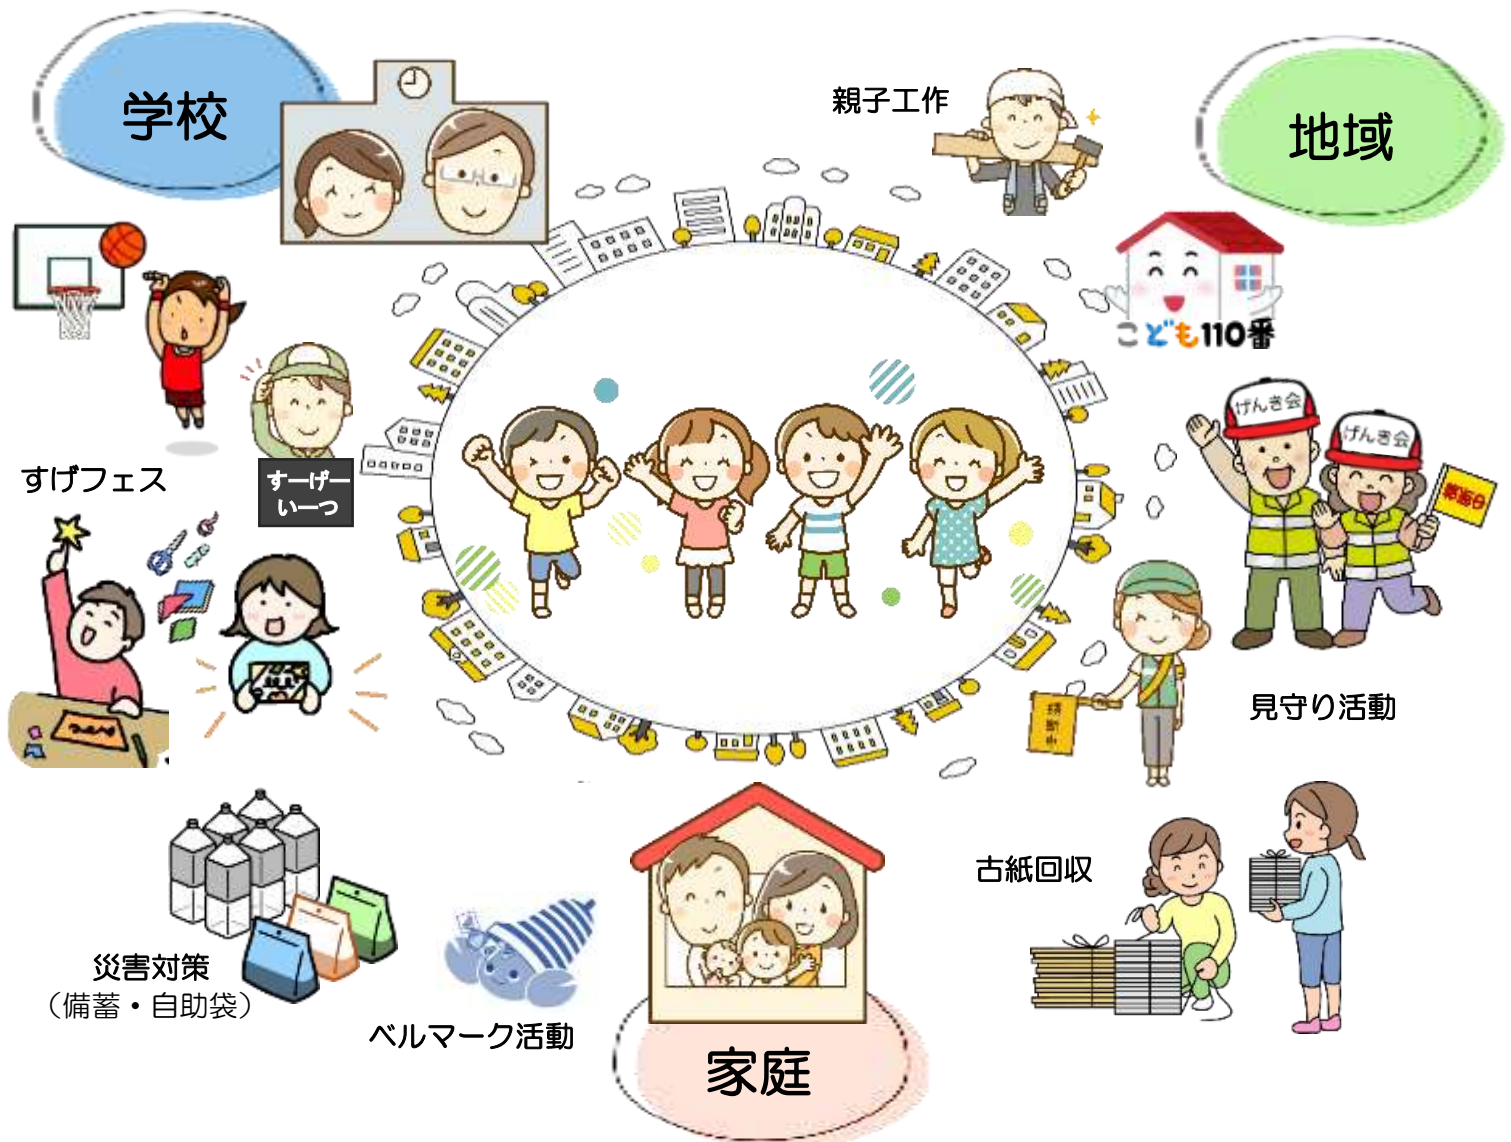 学校
地域
親子工作
こども110番
げんき会
げんき会
すげフェス
すーげー
いーつ
横断中
見守り活動
古紙回収
災害対策
（備蓄・自助袋）
ベルマーク活動
家庭